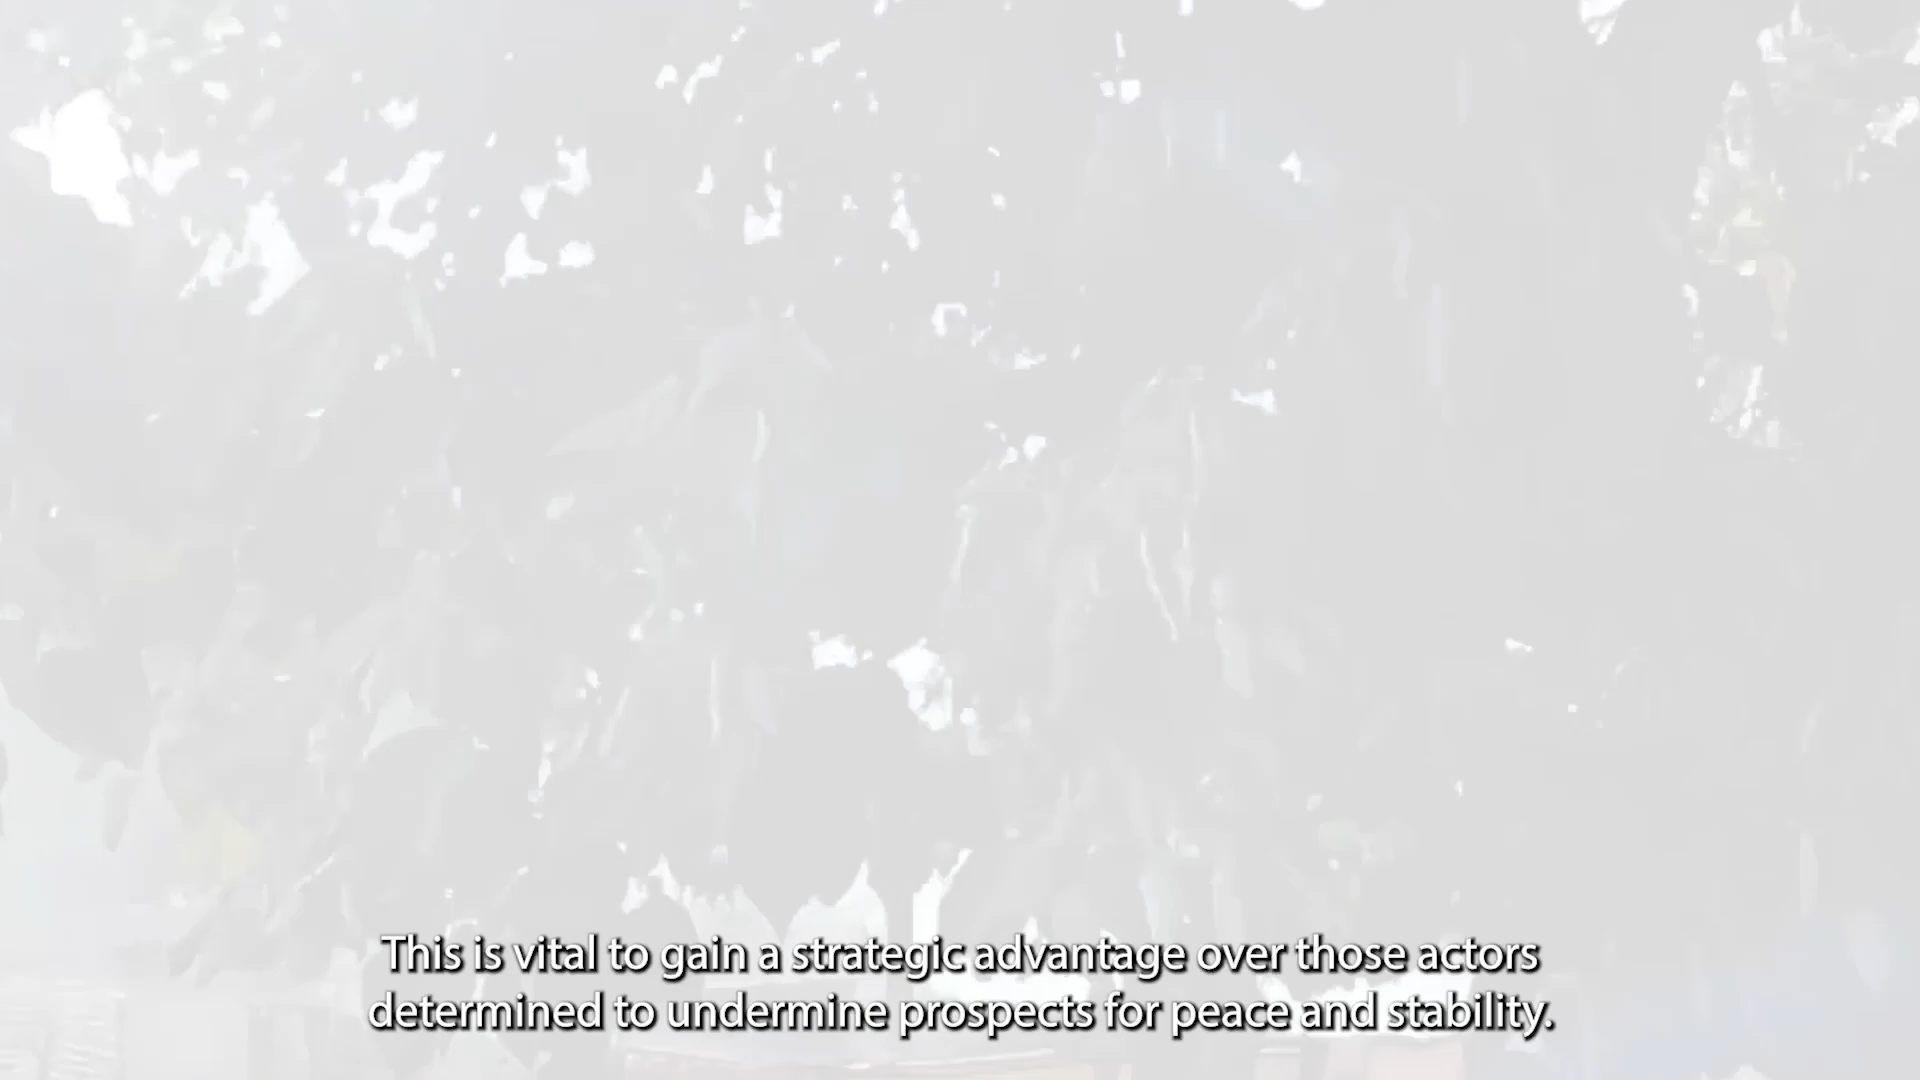 This is vital to gain a strategic advantage over those actors
determined to undermine prospects for peace and stability.